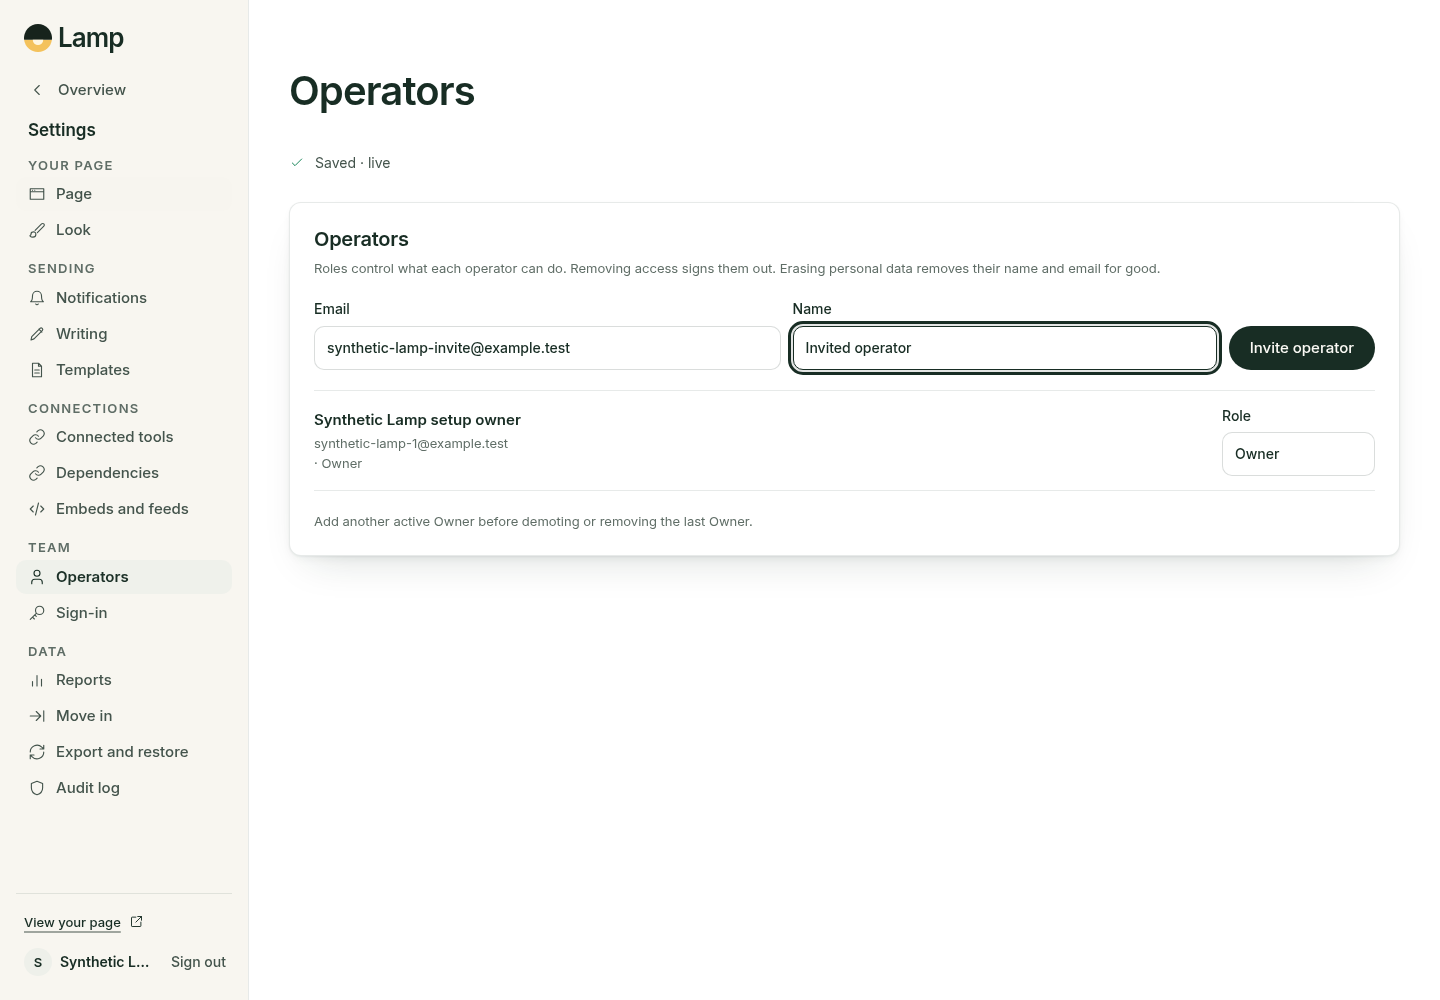 Lamp
Overview
Settings
YOUR PAGE
Page
Look
SENDING
Notifications
Writing
Templates
CONNECTIONS
Connected tools
Dependencies
Embeds and feeds
TEAM
Operators
Sign-in
DATA
Reports
Move in
Export and restore
Audit log
View your page
S Synthetic L... Sign out
Operators
Saved · live
Operators
Roles control what each operator can do. Removing access signs them out. Erasing personal data removes their name and email for good.
Email Name
synthetic-lamp-invite@example.test Invited operator Invite operator
Synthetic Lamp setup owner
synthetic-lamp-1@example.test
· Owner
Role
Owner
Add another active Owner before demoting or removing the last Owner.